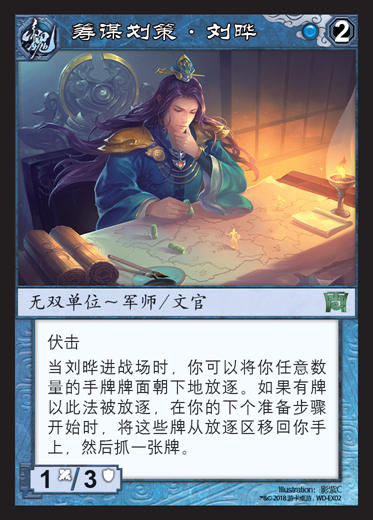 魏
筹谋划策·刘晔
2
无双单位～军师/文官
伏击
当刘晔进战场时，你可以将你任意数
量的手牌牌面朝下地放逐。如果有牌
以此法被放逐，在你的下个准备步骤
开始时，将这些牌从放逐区移回你手
上，然后抓一张牌。
1/3
Illustration: 影紫C
™&© 2018 游卡桌游 . WD-EX02